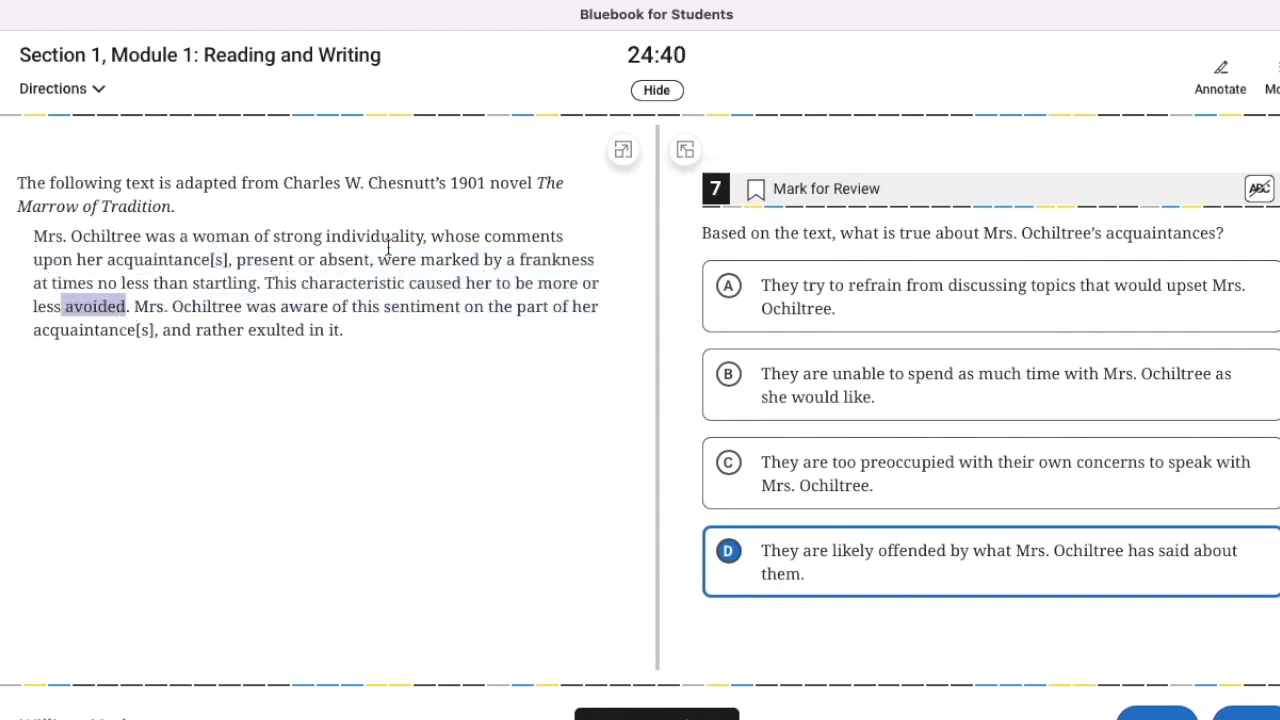 Bluebook for Students
Section 1, Module 1: Reading and Writing
24:40
Directions
Hide
Annotate
The following text is adapted from Charles W. Chesnutt’s 1901 novel The
Marrow of Tradition.
Mrs. Ochiltree was a woman of strong individuality, whose comments
upon her acquaintance[s], present or absent, were marked by a frankness
at times no less than startling. This characteristic caused her to be more or
less avoided. Mrs. Ochiltree was aware of this sentiment on the part of her
acquaintance[s], and rather exulted in it.
7 Mark for Review ABC
Based on the text, what is true about Mrs. Ochiltree’s acquaintances?
A They try to refrain from discussing topics that would upset Mrs.
Ochiltree.
B They are unable to spend as much time with Mrs. Ochiltree as
she would like.
C They are too preoccupied with their own concerns to speak with
Mrs. Ochiltree.
D They are likely offended by what Mrs. Ochiltree has said about
them.